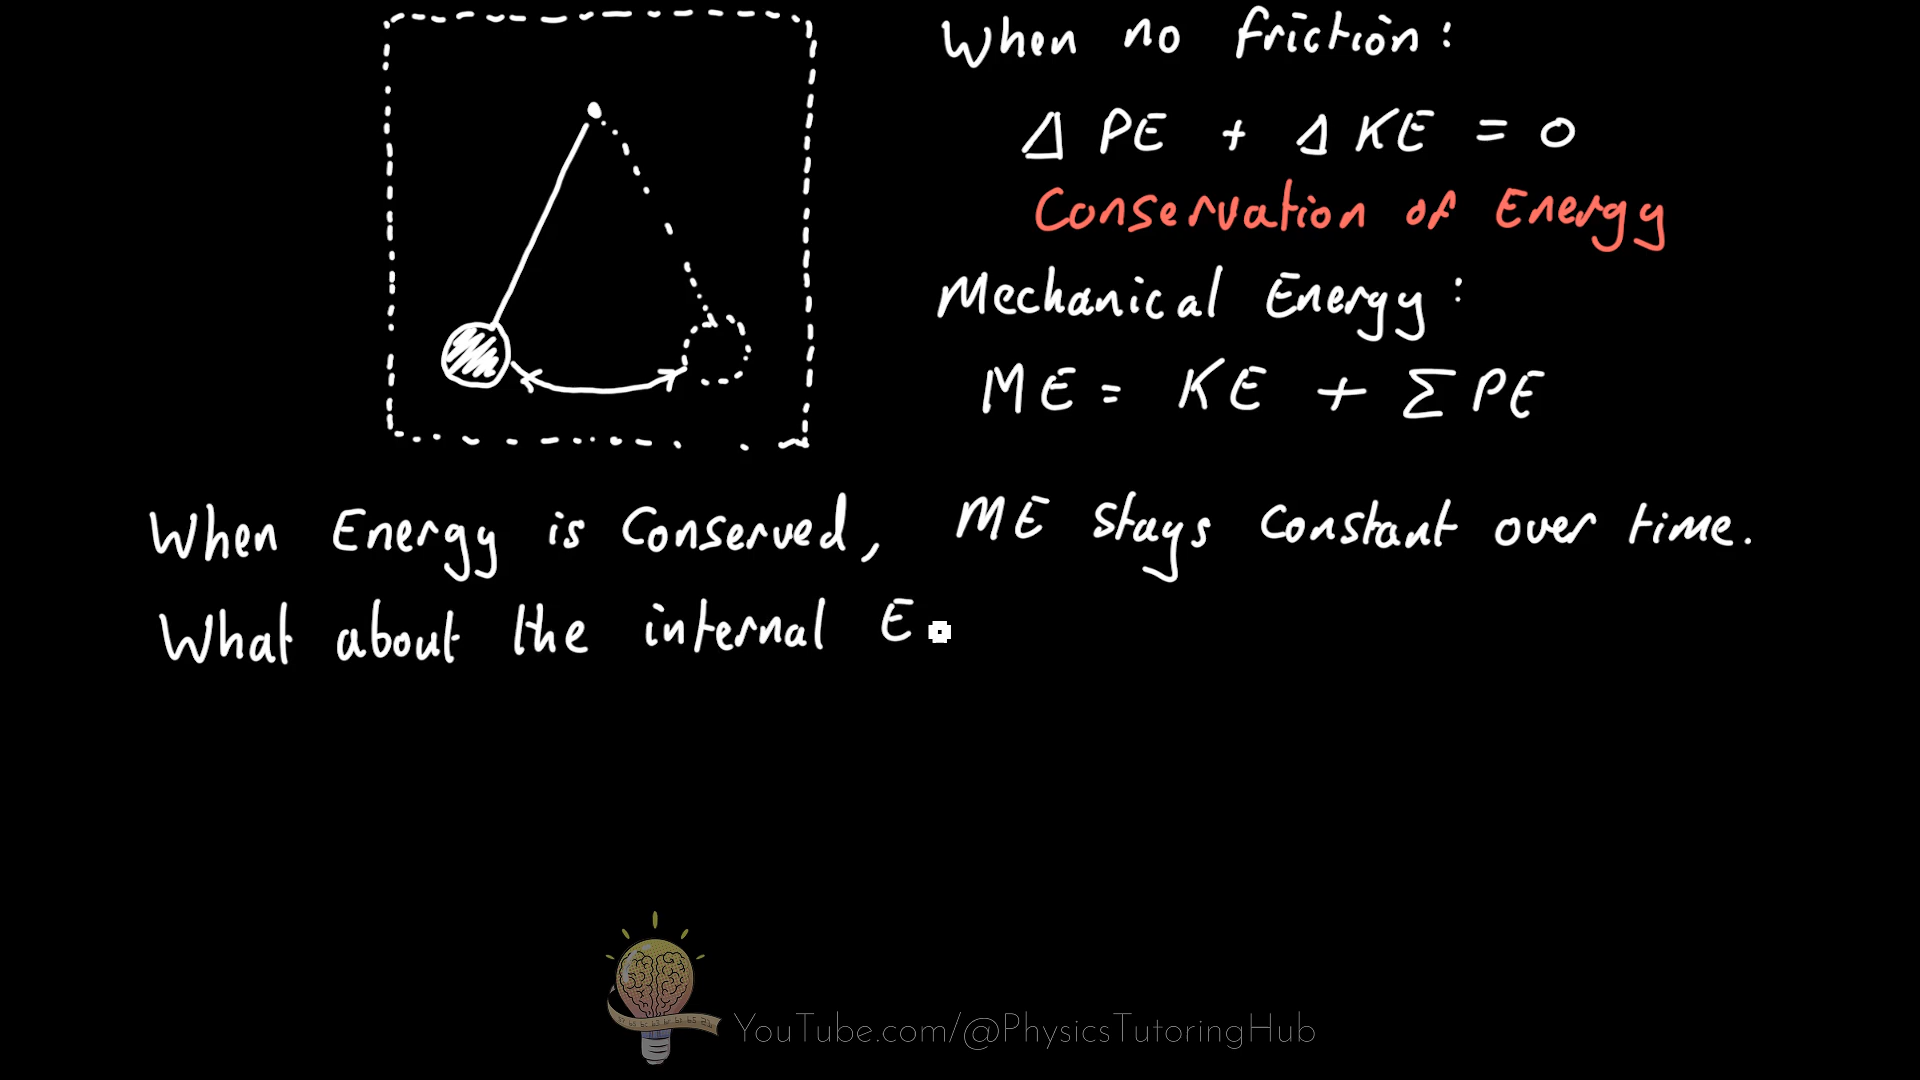 When no friction:
Δ PE + Δ KE = 0
Conservation of Energy
Mechanical Energy:
ME = KE + Σ PE
When Energy is Conserved, ME stays constant over time.
What about the internal E
YouTube.com/@PhysicsTutoringHub